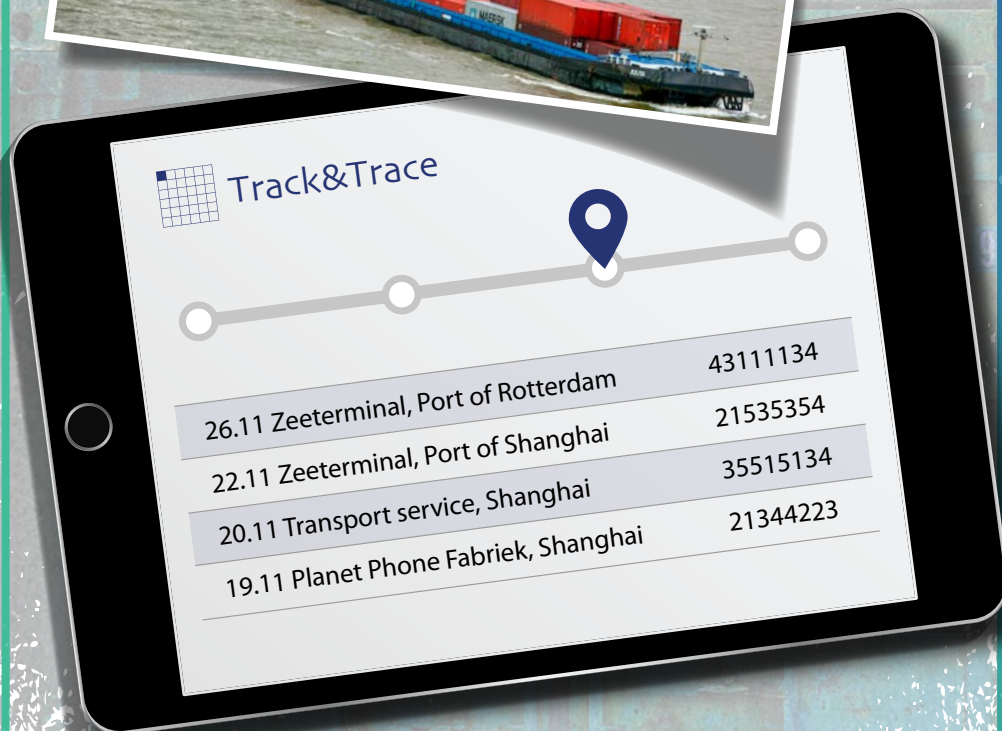 MAERSK
Track&Trace
26.11 Zeeterminal, Port of Rotterdam 43111134
22.11 Zeeterminal, Port of Shanghai 21535354
20.11 Transport service, Shanghai 35515134
19.11 Planet Phone Fabriek, Shanghai 21344223